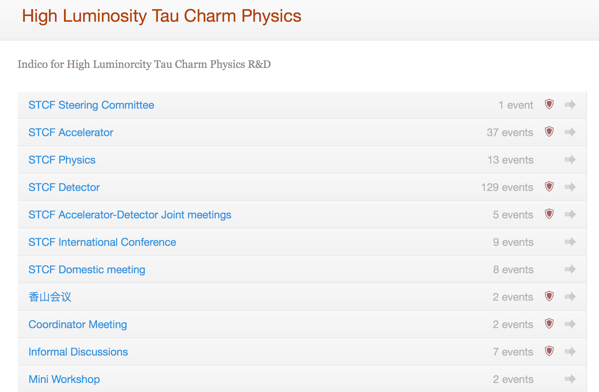 High Luminosity Tau Charm Physics
Indico for High Luminorcity Tau Charm Physics R&D
STCF Steering Committee 1 event
STCF Accelerator 37 events
STCF Physics 13 events
STCF Detector 129 events
STCF Accelerator-Detector Joint meetings 5 events
STCF International Conference 9 events
STCF Domestic meeting 8 events
香山会议 2 events
Coordinator Meeting 2 events
Informal Discussions 7 events
Mini Workshop 2 events